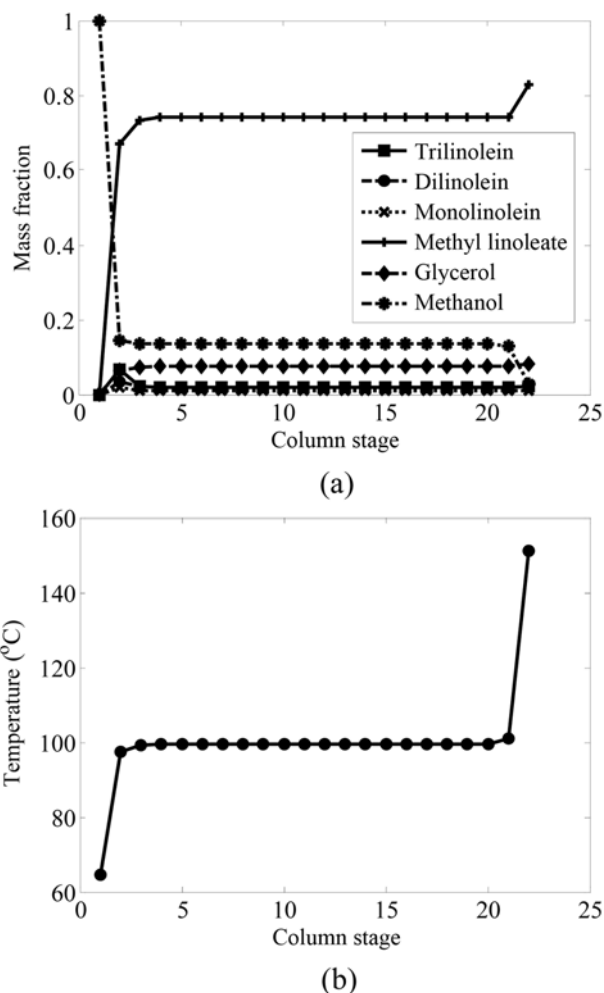 1
0.8
0.6
0.4
0.2
0
Mass fraction
Trilinolein
Dilinolein
Monolinolein
Methyl linoleate
Glycerol
Methanol
0 5 10 15 20 25
Column stage
(a)
160
140
120
100
80
60
Temperature (°C)
0 5 10 15 20 25
Column stage
(b)